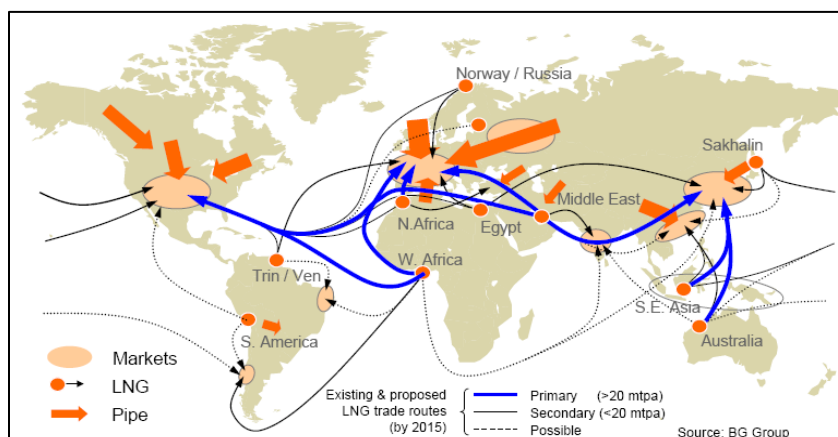 Norway / Russia
Sakhalin
Middle East
N.Africa
Egypt
Trin / Ven
W. Africa
S.E. Asia
S. America
Australia
Markets
LNG
Pipe
Existing & proposed
LNG trade routes
(by 2015)
Primary (>20 mtpa)
Secondary (<20 mtpa)
Possible
Source: BG Group